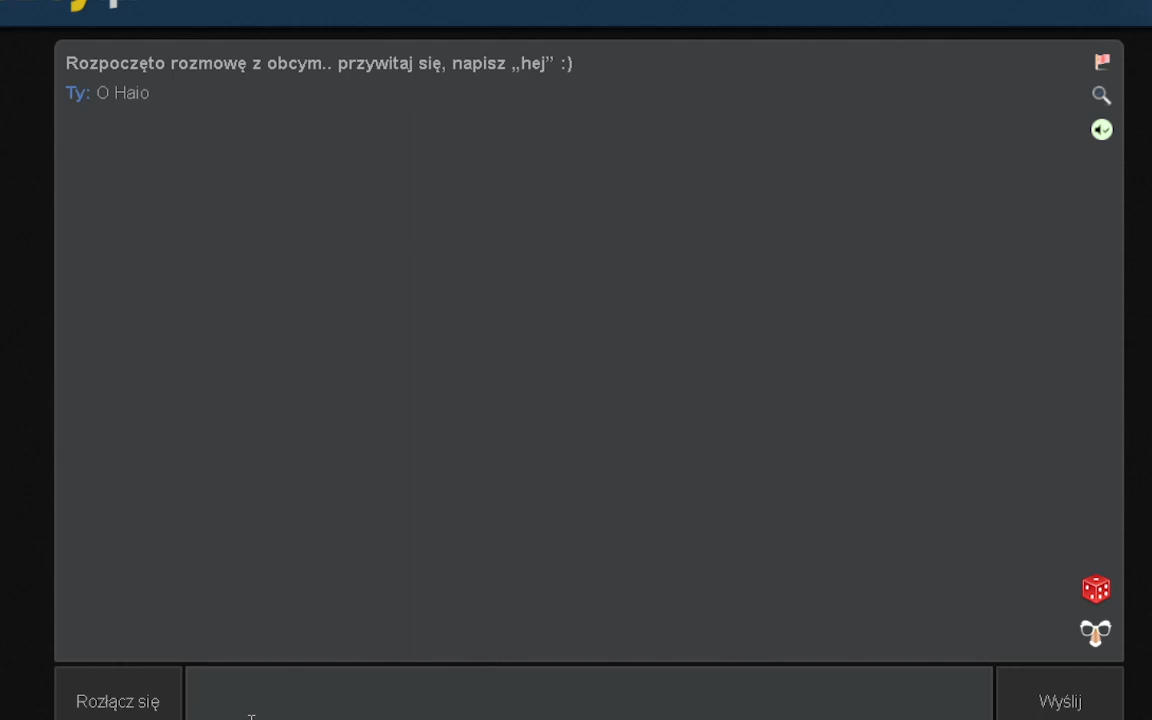 Rozpoczęto rozmowę z obcym.. przywitaj się, napisz „hej” :)
Ty: O Haio
Rozłącz się
Wyślij